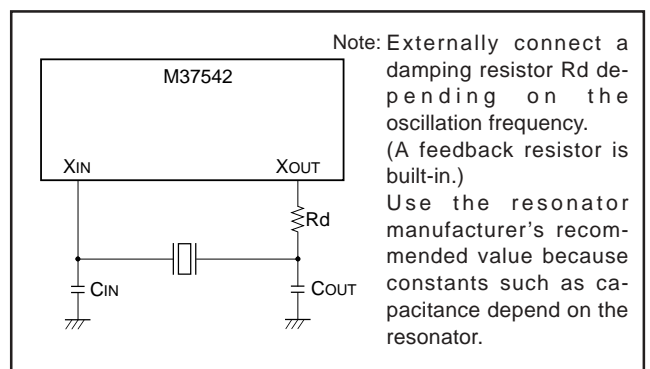 Note: Externally connect a
damping resistor Rd de-
pending on the
oscillation frequency.
(A feedback resistor is
built-in.)
Use the resonator
manufacturer's recom-
mended value because
constants such as ca-
pacitance depend on the
resonator.
M37542
XIN
XOUT
Rd
CIN
COUT